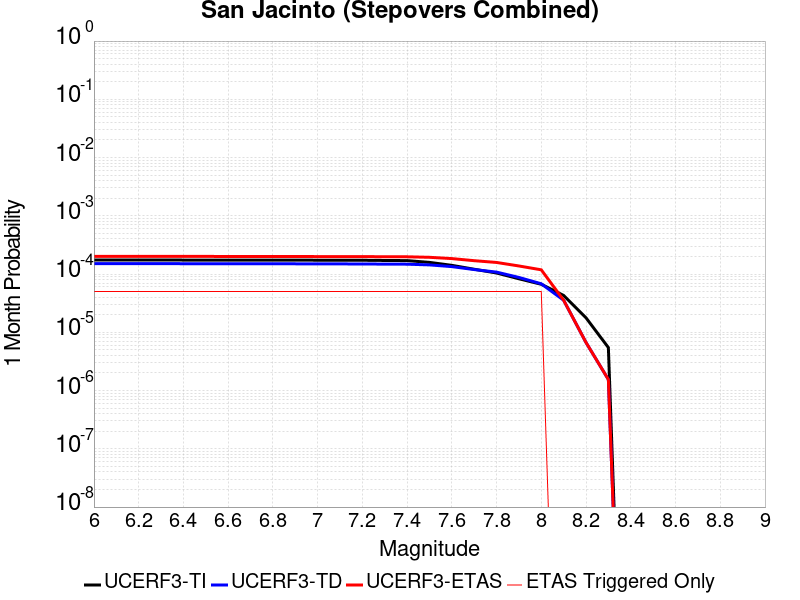 San Jacinto (Stepovers Combined)
10^0
10^-1
10^-2
10^-3
10^-4
10^-5
10^-6
10^-7
10^-8
1 Month Probability
6 6.2 6.4 6.6 6.8 7 7.2 7.4 7.6 7.8 8 8.2 8.4 8.6 8.8 9
Magnitude
UCERF3-TI UCERF3-TD UCERF3-ETAS ETAS Triggered Only